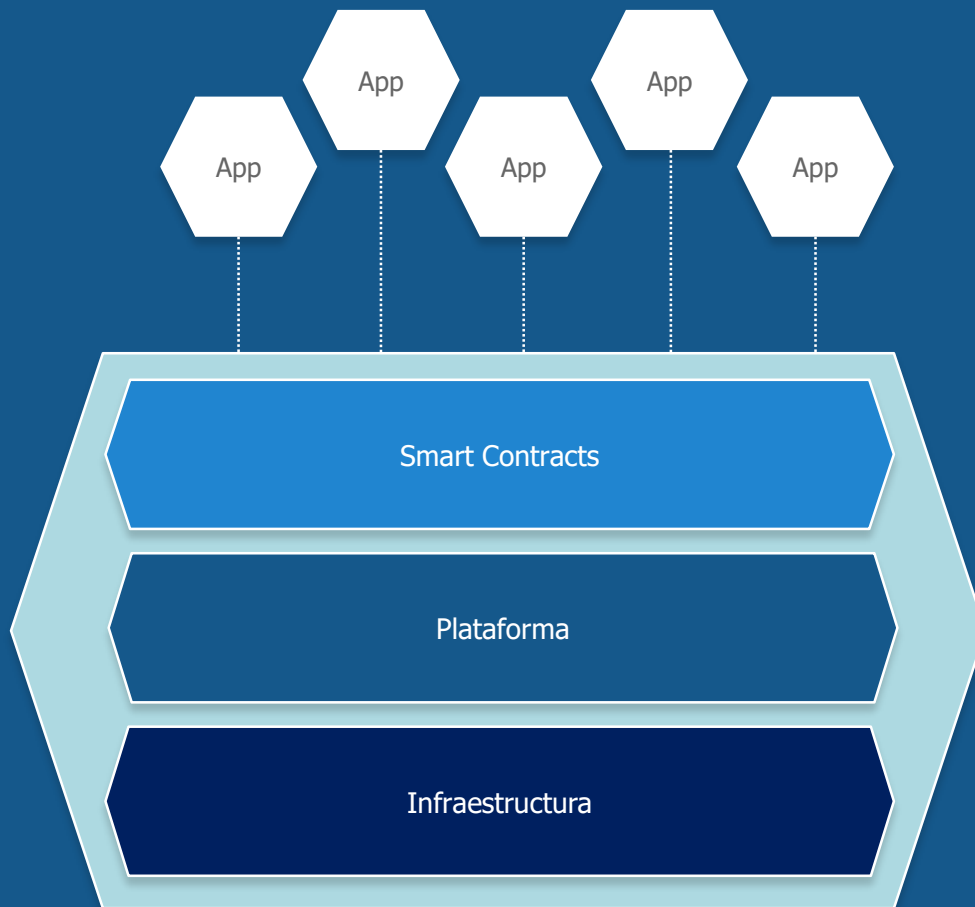 App
App
App
App
App
Smart Contracts
Plataforma
Infraestructura